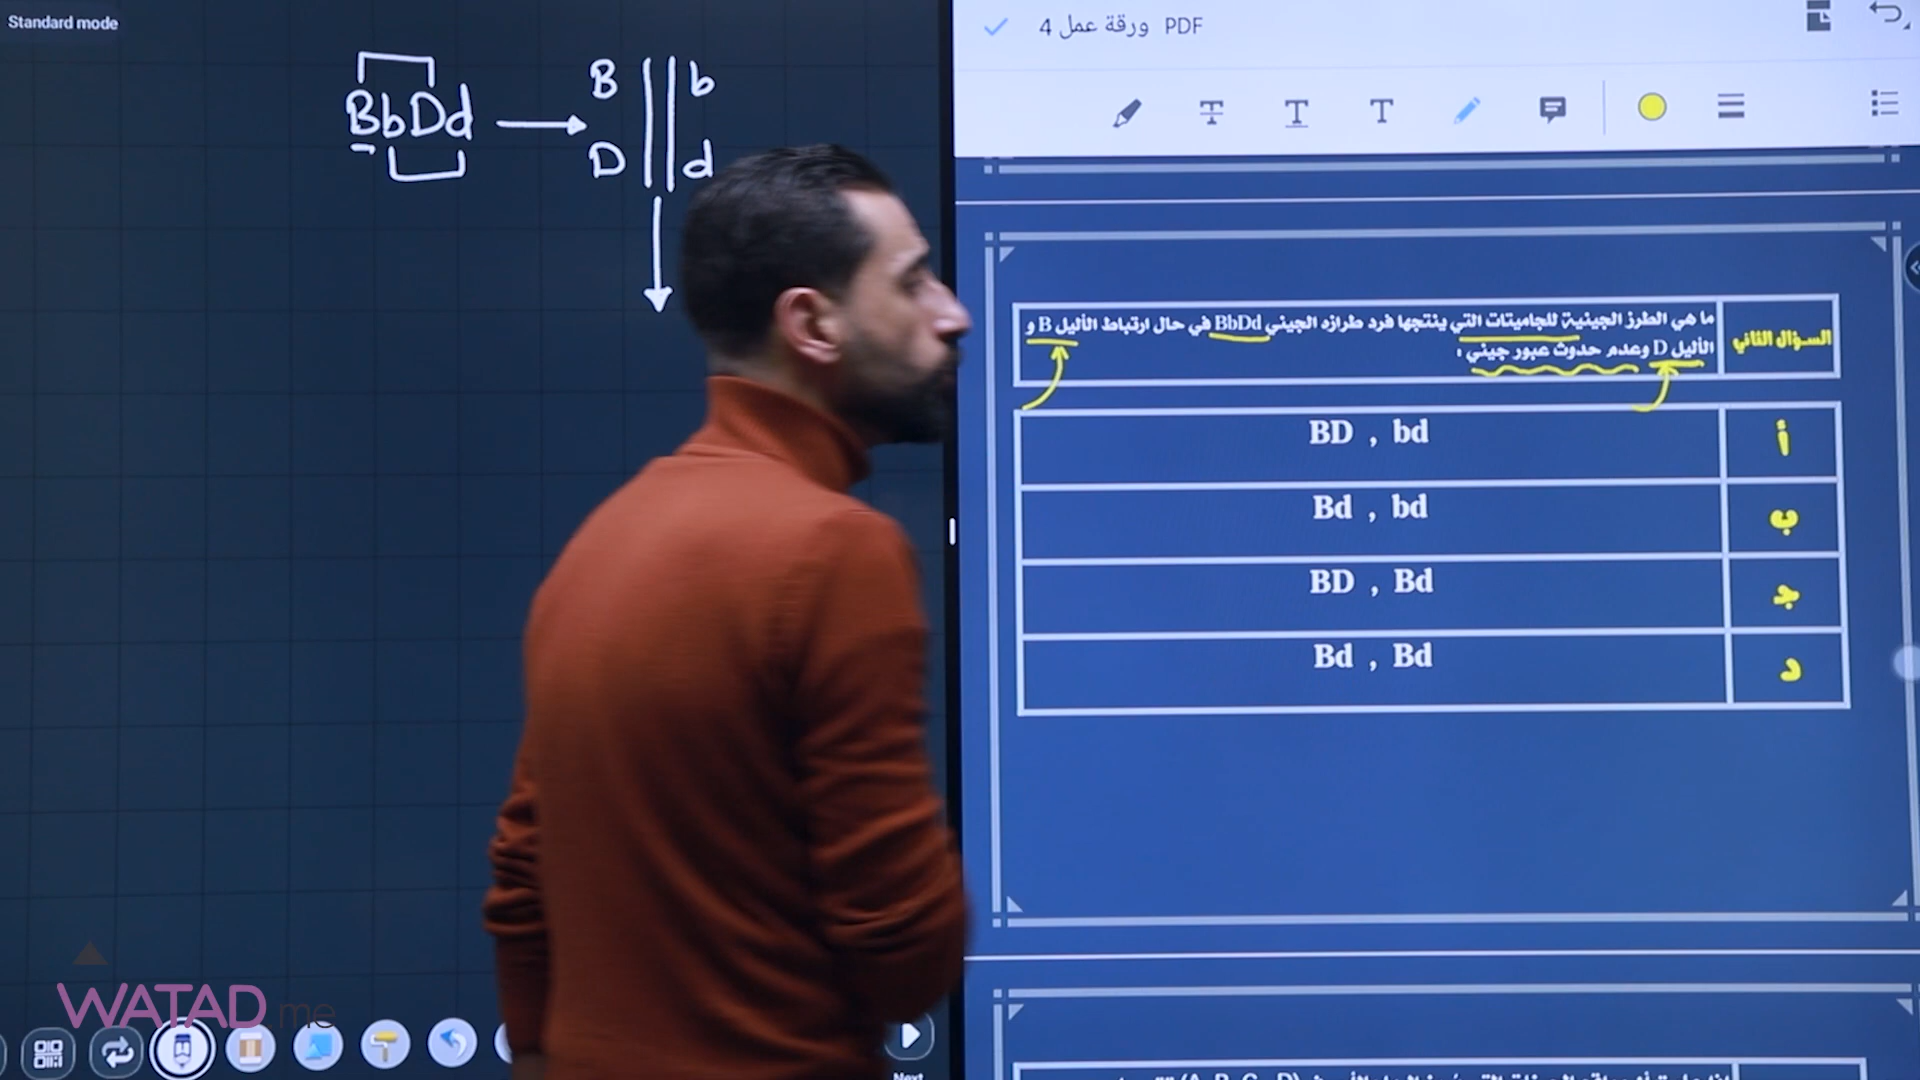 Standard mode
BbDd → B b
D d
ورقة عمل 4 PDF
السؤال الثاني
ما هي الطرز الجينية للجاميتات التي ينتجها فرد طرازه الجيني BbDd في حال ارتباط الأليل B و
الأليل D وعدم حدوث عبور جيني :
أ
BD , bd
ب
Bd , bd
ج
BD , Bd
د
Bd , Bd
WATAD.me
Next